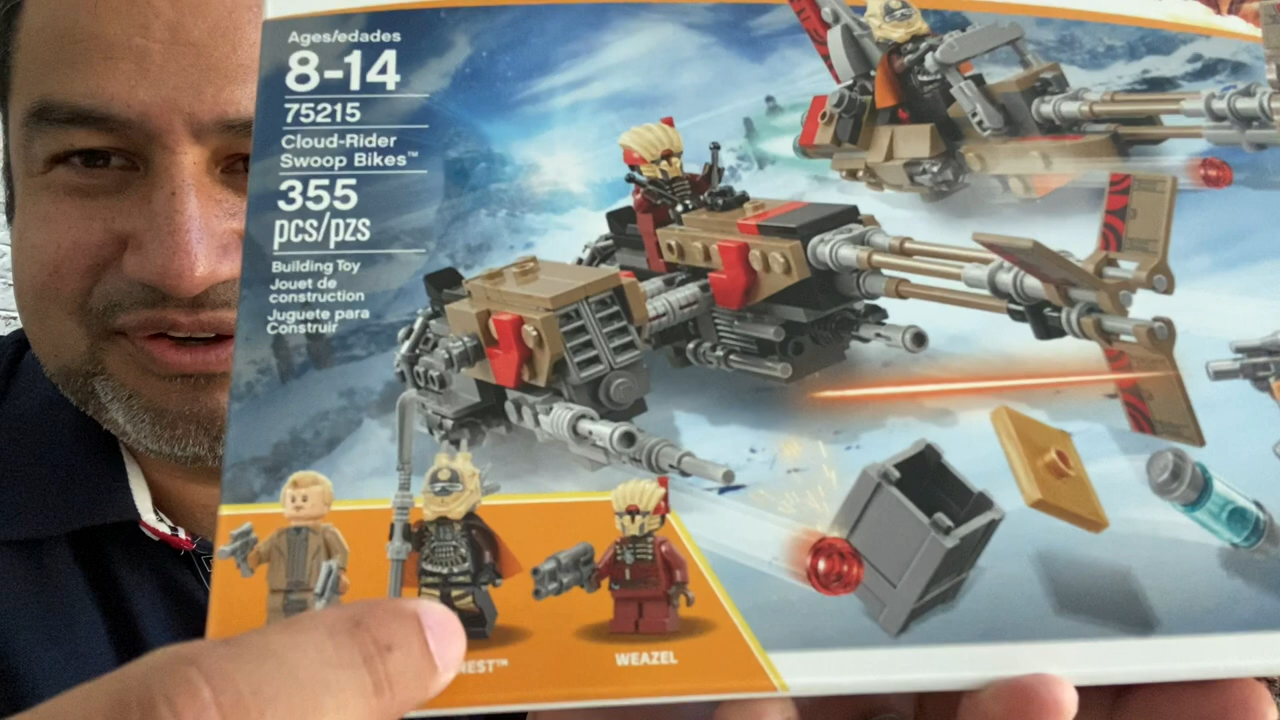 Ages/edades
8-14
75215
Cloud-Rider
Swoop Bikes™
355
pcs/pzs
Building Toy
Jouet de
construction
Juguete para
Construir
WEAZEL